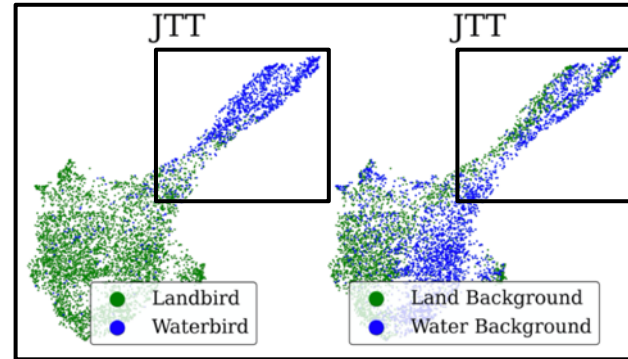 JTT
Landbird
Waterbird
JTT
Land Background
Water Background